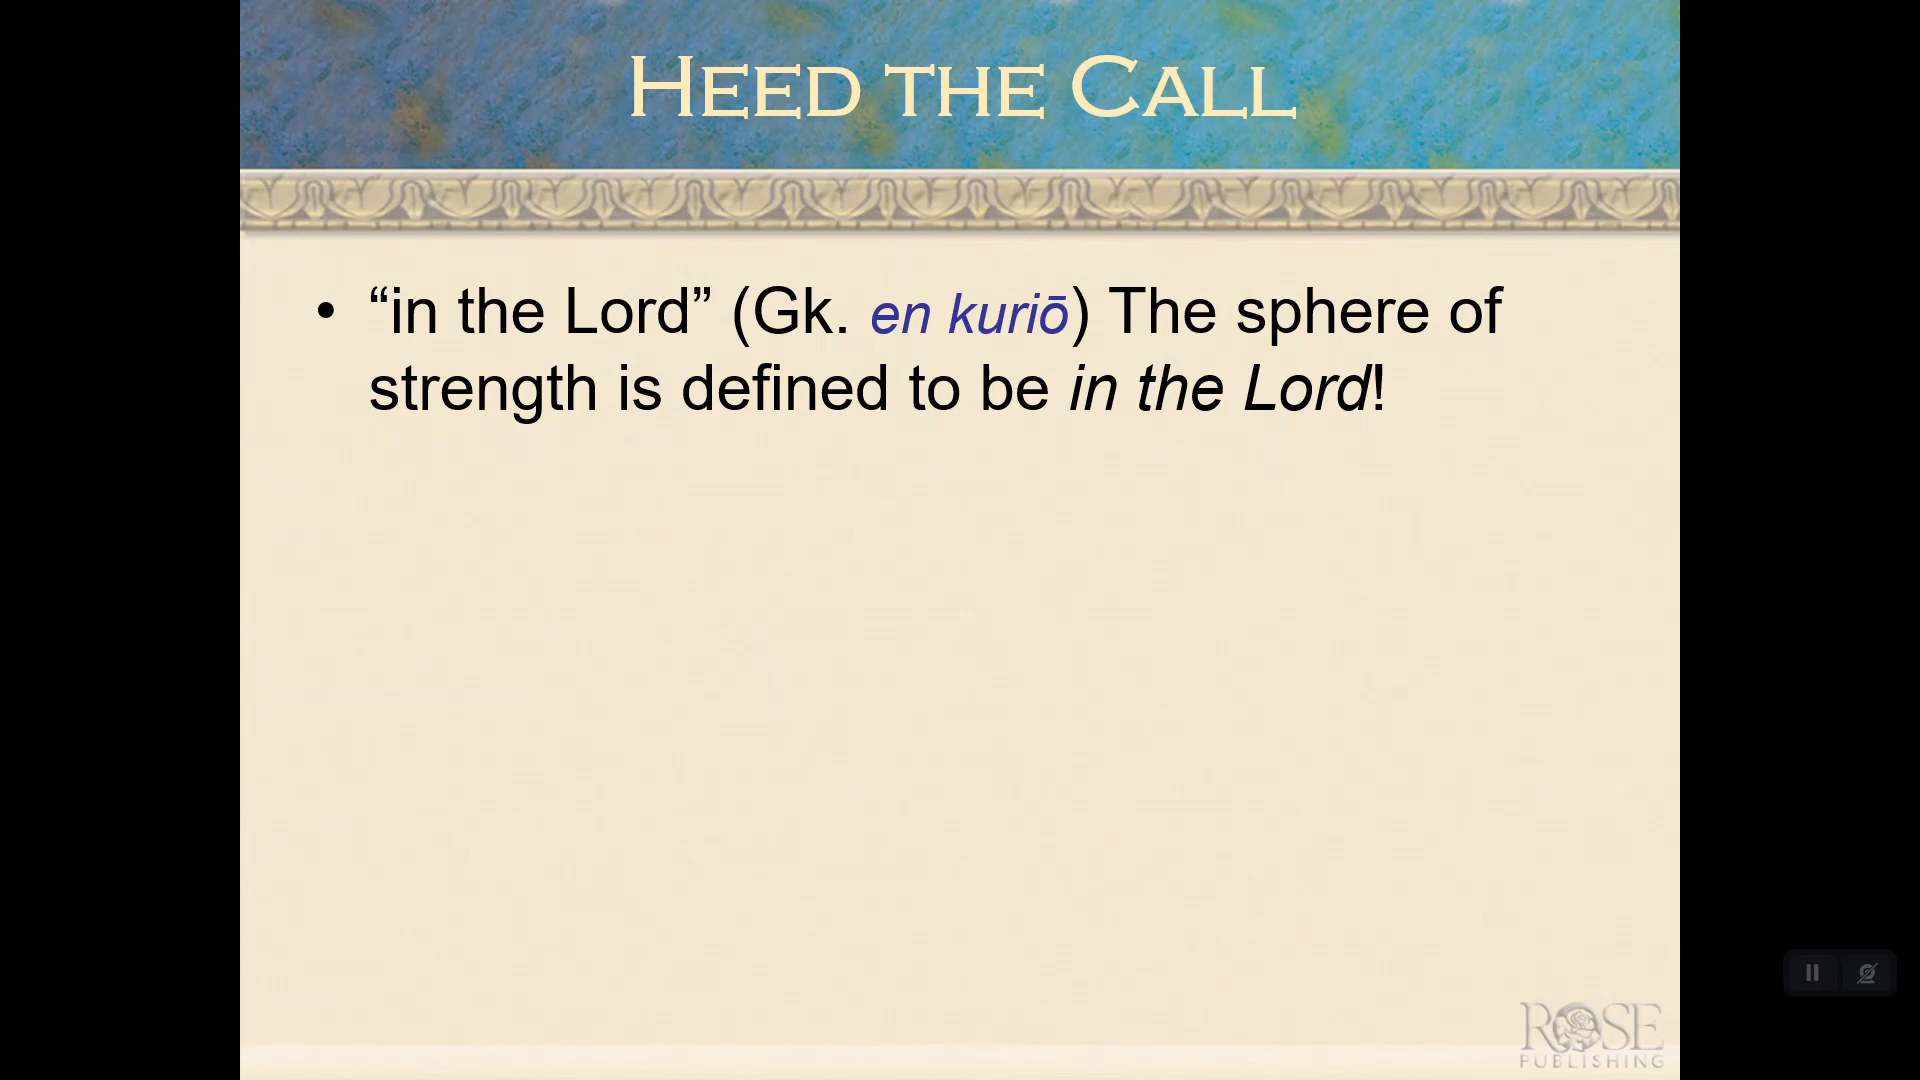 HEED THE CALL
• “in the Lord” (Gk. en kuriō) The sphere of
strength is defined to be in the Lord!
ROSE
PUBLISHING